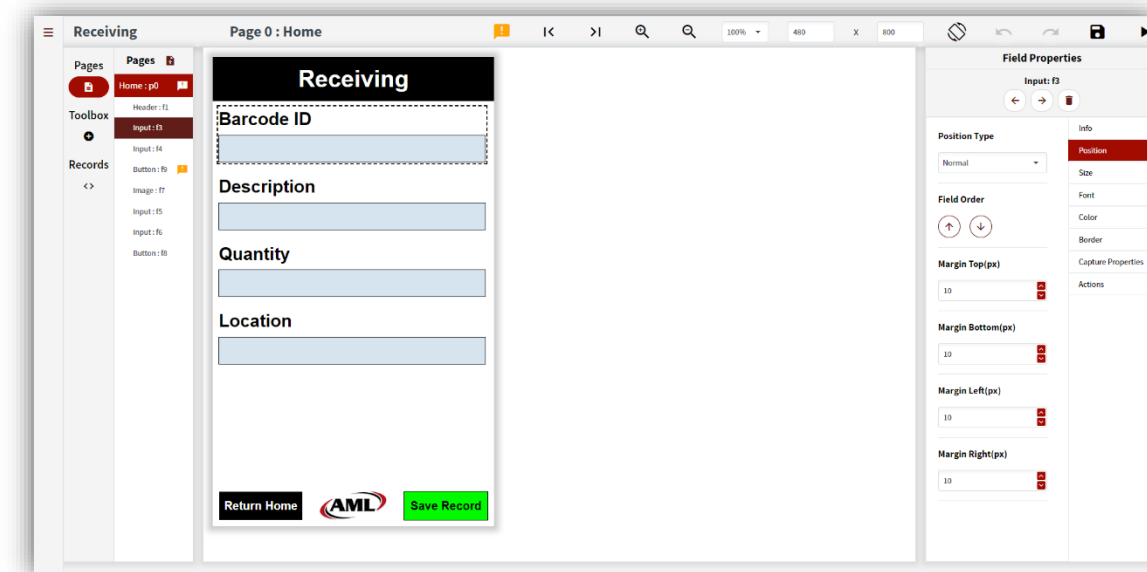 Receiving
Page 0 : Home
100%
480
X
800
Pages
Toolbox
Records
Pages
Home : p0
Header : f1
Input : f3
Input : f4
Button : f9
Image : f7
Input : f5
Input : f6
Button : f8
Receiving
Barcode ID
Description
Quantity
Location
Return Home
AML
Save Record
Field Properties
Input: f3
Position Type
Normal
Field Order
Margin Top(px)
10
Margin Bottom(px)
10
Margin Left(px)
10
Margin Right(px)
10
Info
Position
Size
Font
Color
Border
Capture Properties
Actions